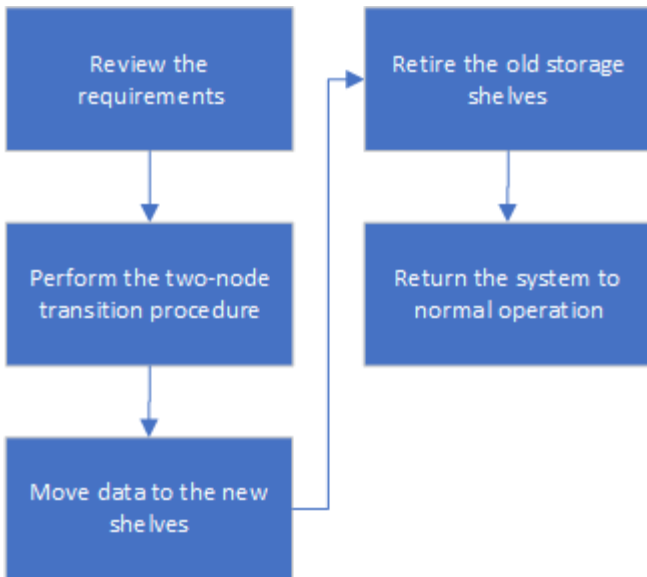 Review the
requirements
Perform the two-node
transition procedure
Move data to the new
shelves
Retire the old storage
shelves
Return the system to
normal operation